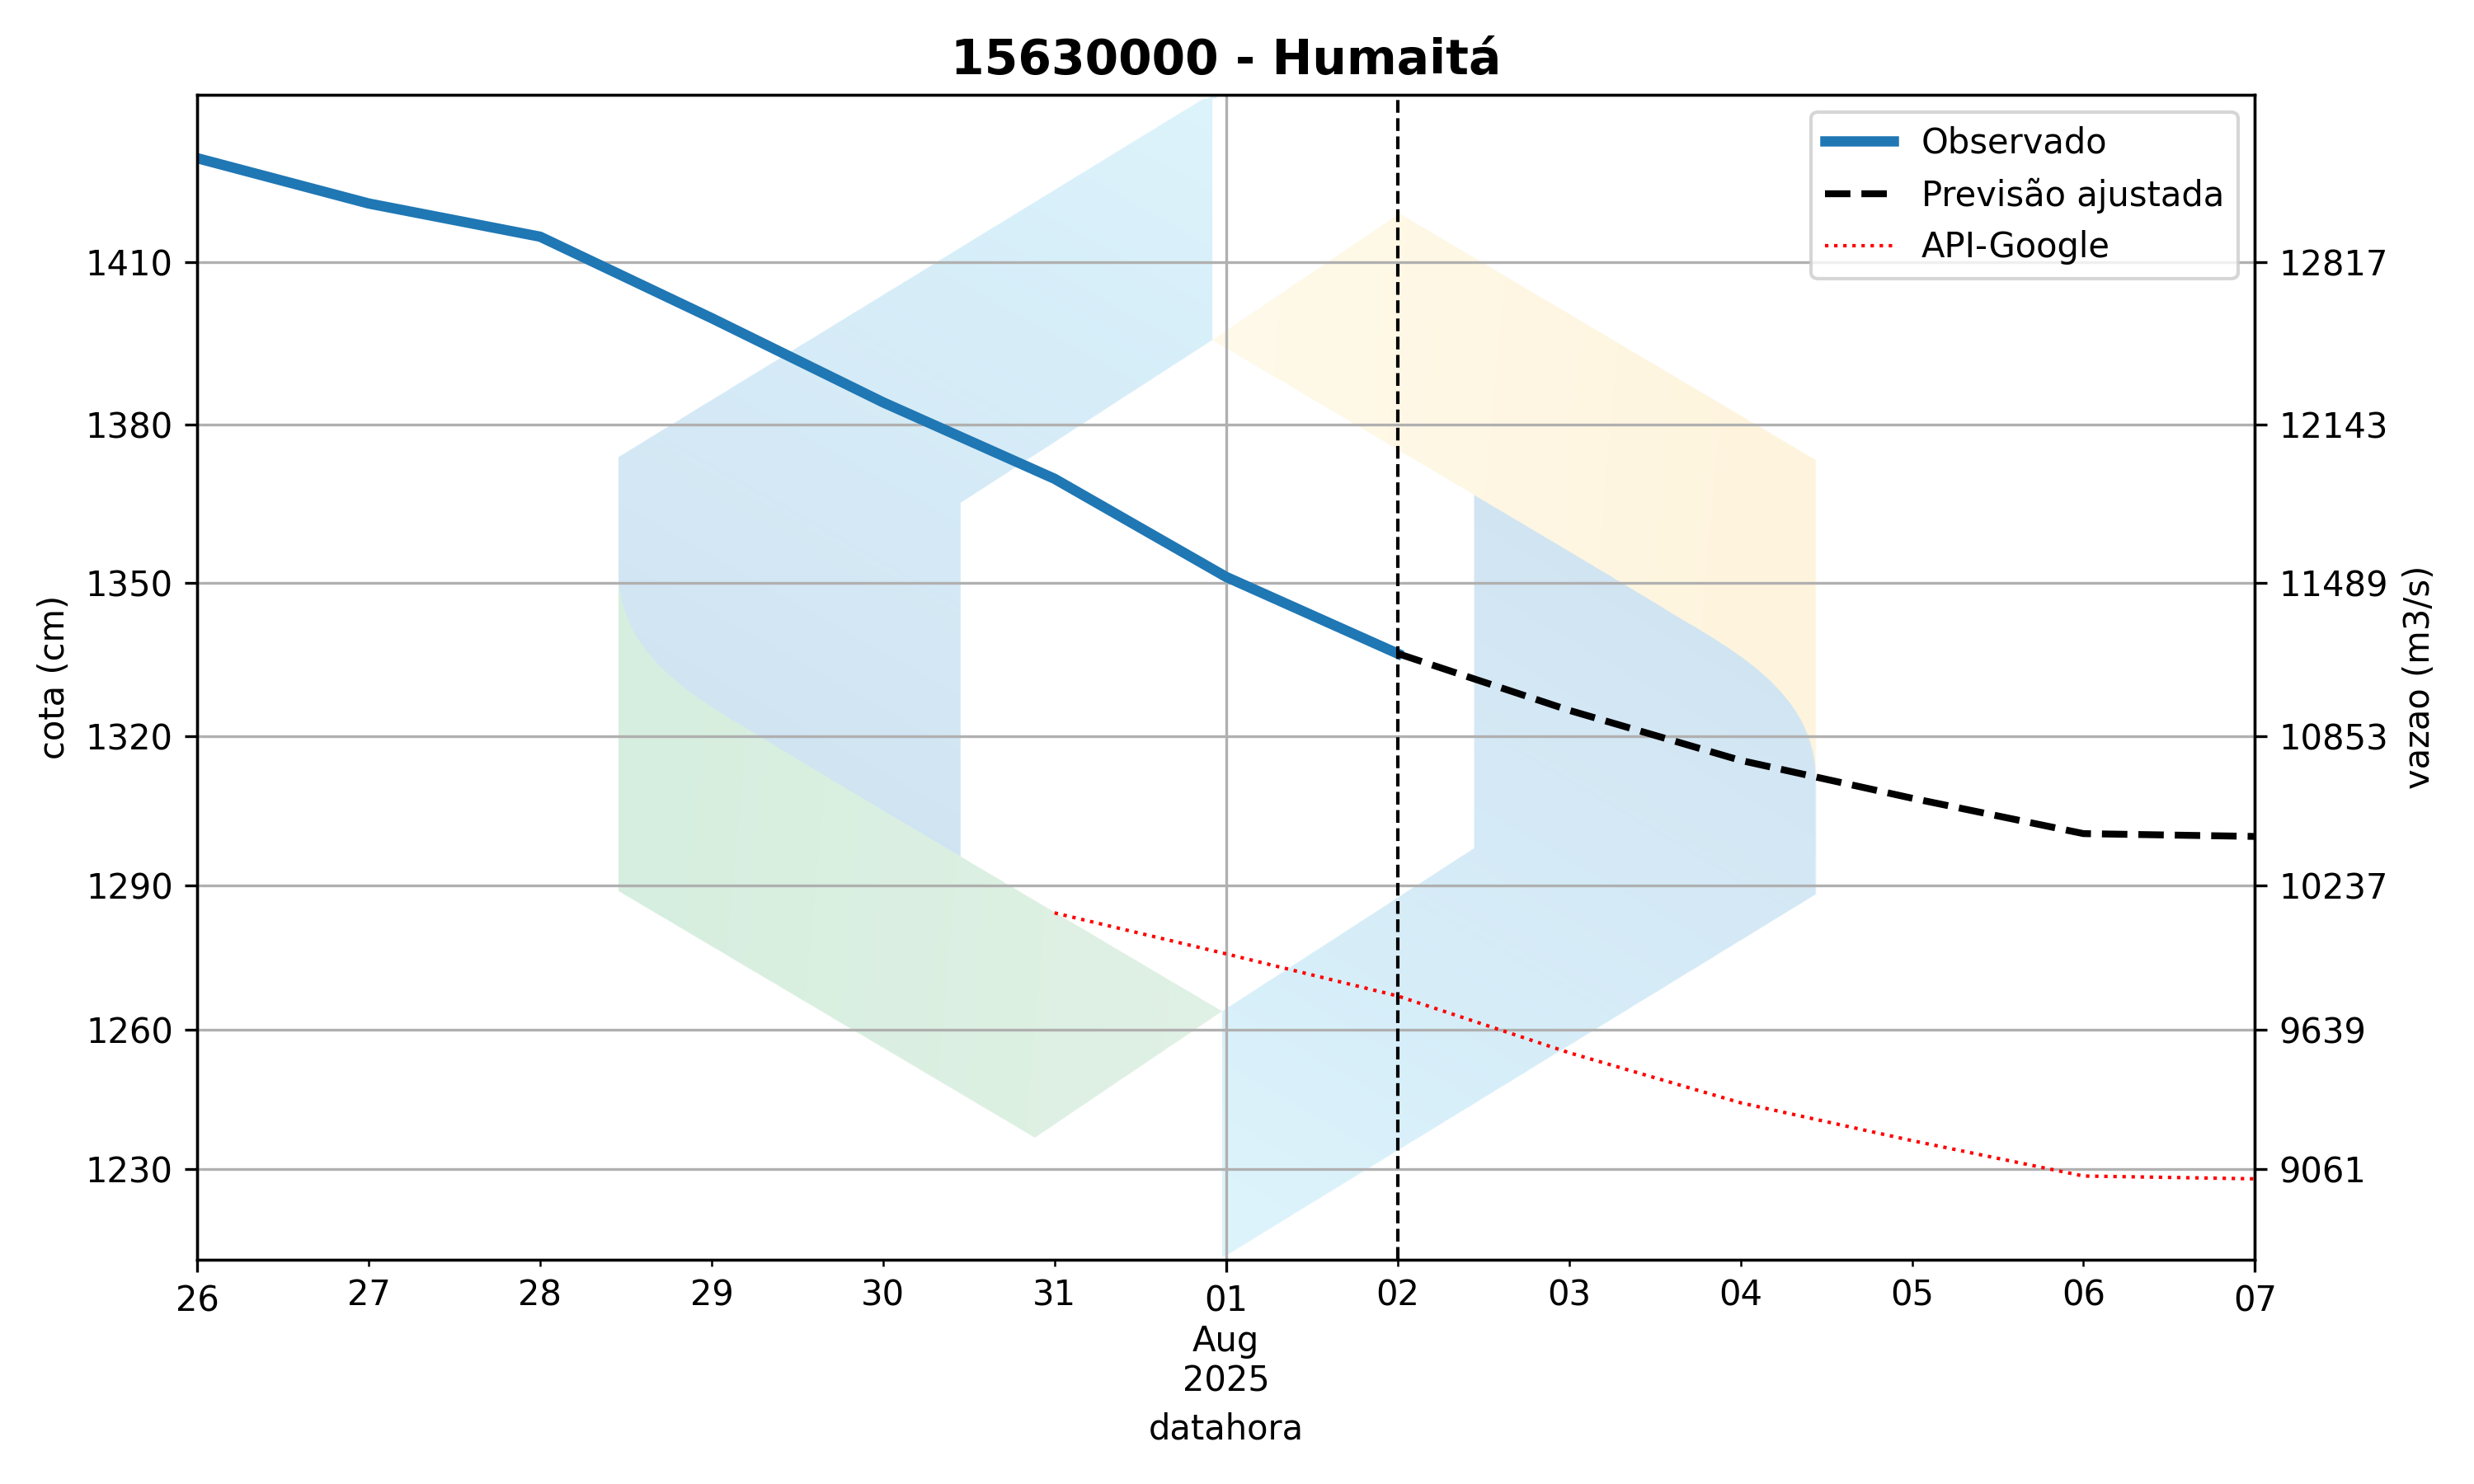 15630000 - Humaitá
Observado
Previsão ajustada
API-Google
cota (cm)
1410
1380
1350
1320
1290
1260
1230
12817
12143
11489
10853
10237
9639
9061
vazao (m3/s)
26 27 28 29 30 31 01 02 03 04 05 06 07
Aug
2025
datahora